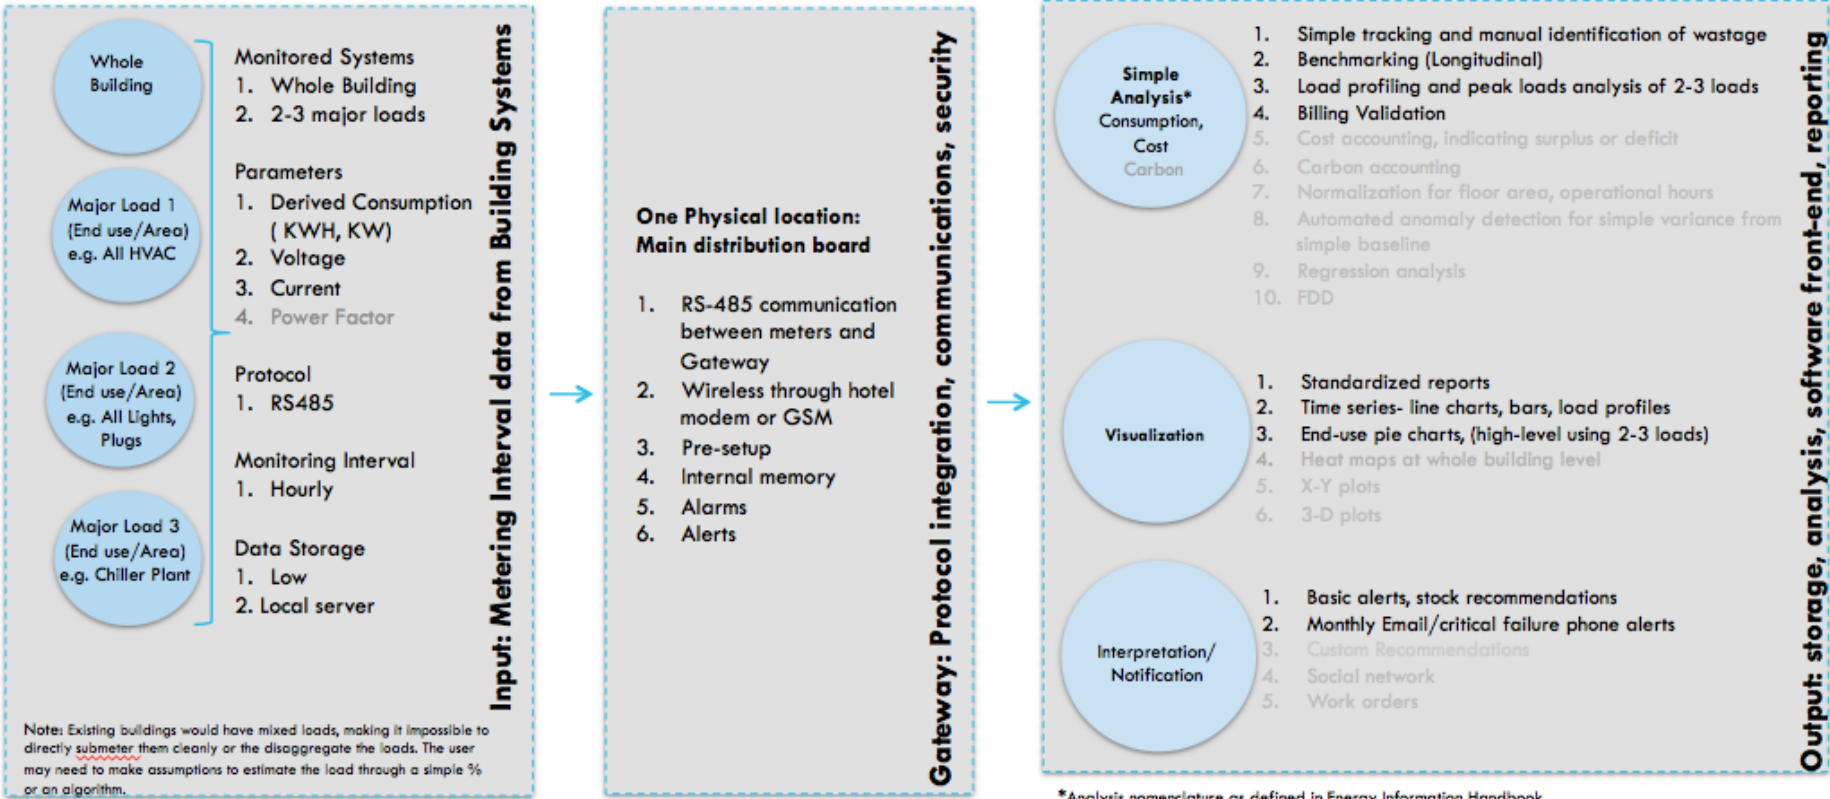 Whole
Building
Major Load 1
(End use/Area)
e.g. All HVAC
Major Load 2
(End use/Area)
e.g. All Lights,
Plugs
Major Load 3
(End use/Area)
e.g. Chiller Plant
Monitored Systems
1. Whole Building
2. 2-3 major loads
Parameters
1. Derived Consumption
( KWH, KW)
2. Voltage
3. Current
4. Power Factor
Protocol
1. RS485
Monitoring Interval
1. Hourly
Data Storage
1. Low
2. Local server
Note: Existing buildings would have mixed loads, making it impossible to
directly submeter them cleanly or the disaggregate the loads. The user
may need to make assumptions to estimate the load through a simple %
or an algorithm.
Input: Metering Interval data from Building Systems
One Physical location:
Main distribution board
1. RS-485 communication
between meters and
Gateway
2. Wireless through hotel
modem or GSM
3. Pre-setup
4. Internal memory
5. Alarms
6. Alerts
Gateway: Protocol integration, communications, security
Simple
Analysis*
Consumption,
Cost
Carbon
1. Simple tracking and manual identification of wastage
2. Benchmarking (Longitudinal)
3. Load profiling and peak loads analysis of 2-3 loads
4. Billing Validation
5. Cost accounting, indicating surplus or deficit
6. Carbon accounting
7. Normalization for floor area, operational hours
8. Automated anomaly detection for simple variance from
simple baseline
9. Regression analysis
10. FDD
Visualization
1. Standardized reports
2. Time series- line charts, bars, load profiles
3. End-use pie charts, (high-level using 2-3 loads)
4. Heat maps at whole building level
5. X-Y plots
6. 3-D plots
Interpretation/
Notification
1. Basic alerts, stock recommendations
2. Monthly Email/critical failure phone alerts
3. Custom Recommendations
4. Social network
5. Work orders
Output: storage, analysis, software front-end, reporting
*Analysis nomenclature as defined in Energy Information Handbook